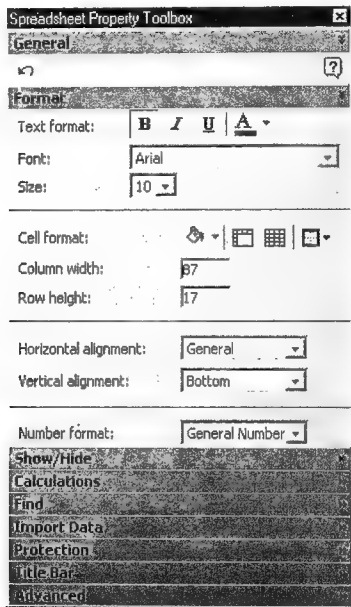 Spreadsheet Property Toolbox
General
Format
Text format: B I U A
Font: Arial
Size: 10
Cell format:
Column width: 87
Row height: 17
Horizontal alignment: General
Vertical alignment: Bottom
Number format: General Number
Show/Hide
Calculations
Find
Import Data
Protection
Title Bar
Advanced